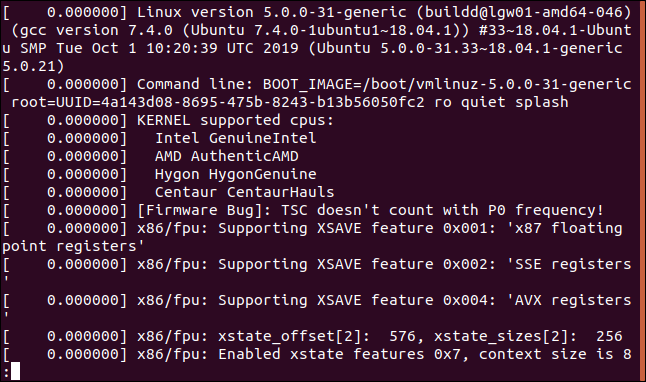 [    0.000000] Linux version 5.0.0-31-generic (buildd@lgw01-amd64-046)
 (gcc version 7.4.0 (Ubuntu 7.4.0-1ubuntu1~18.04.1)) #33~18.04.1-Ubunt
u SMP Tue Oct 1 10:20:39 UTC 2019 (Ubuntu 5.0.0-31.33~18.04.1-generic
5.0.21)
[    0.000000] Command line: BOOT_IMAGE=/boot/vmlinuz-5.0.0-31-generic
 root=UUID=4a143d08-8695-475b-8243-b13b56050fc2 ro quiet splash
[    0.000000] KERNEL supported cpus:
[    0.000000]   Intel GenuineIntel
[    0.000000]   AMD AuthenticAMD
[    0.000000]   Hygon HygonGenuine
[    0.000000]   Centaur CentaurHauls
[    0.000000] [Firmware Bug]: TSC doesn't count with P0 frequency!
[    0.000000] x86/fpu: Supporting XSAVE feature 0x001: 'x87 floating
point registers'
[    0.000000] x86/fpu: Supporting XSAVE feature 0x002: 'SSE registers
'
[    0.000000] x86/fpu: Supporting XSAVE feature 0x004: 'AVX registers
'
[    0.000000] x86/fpu: xstate_offset[2]:  576, xstate_sizes[2]:  256
[    0.000000] x86/fpu: Enabled xstate features 0x7, context size is 8
: